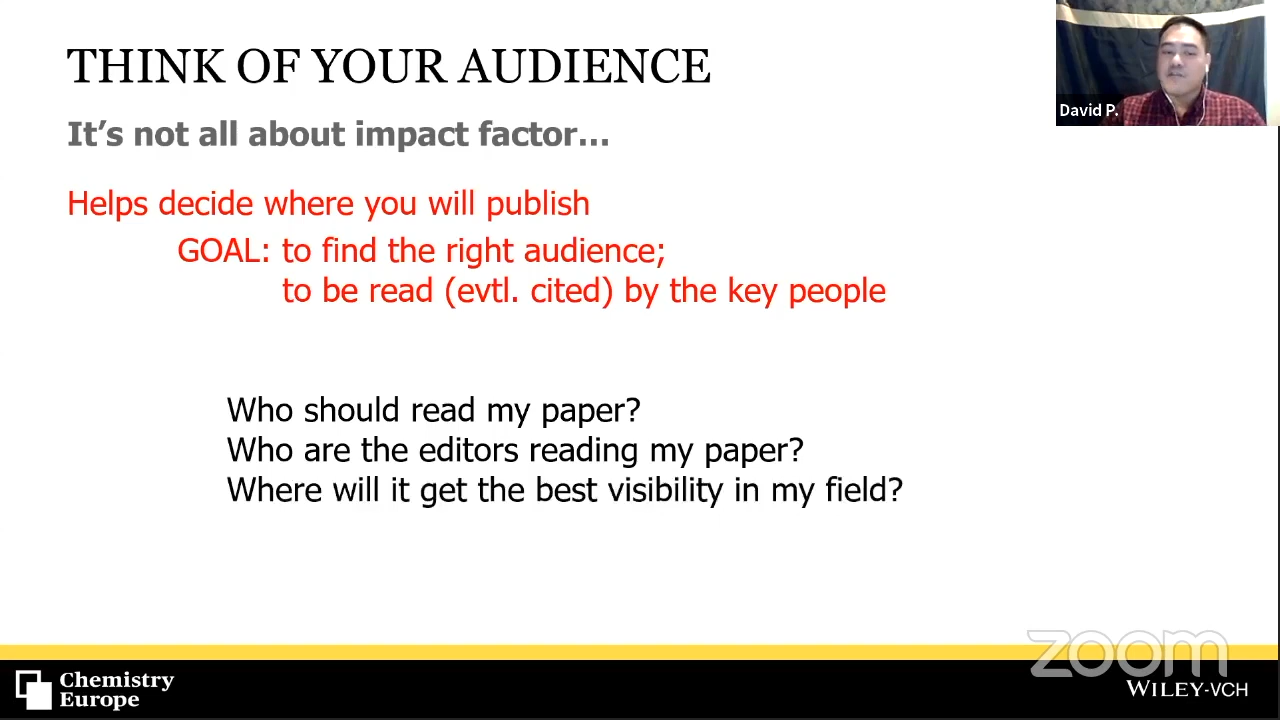 THINK OF YOUR AUDIENCE
It's not all about impact factor...
Helps decide where you will publish
GOAL: to find the right audience;
to be read (evtl. cited) by the key people
Who should read my paper?
Who are the editors reading my paper?
Where will it get the best visibility in my field?
David P.
zoom
Chemistry
Europe
WILEY-VCH